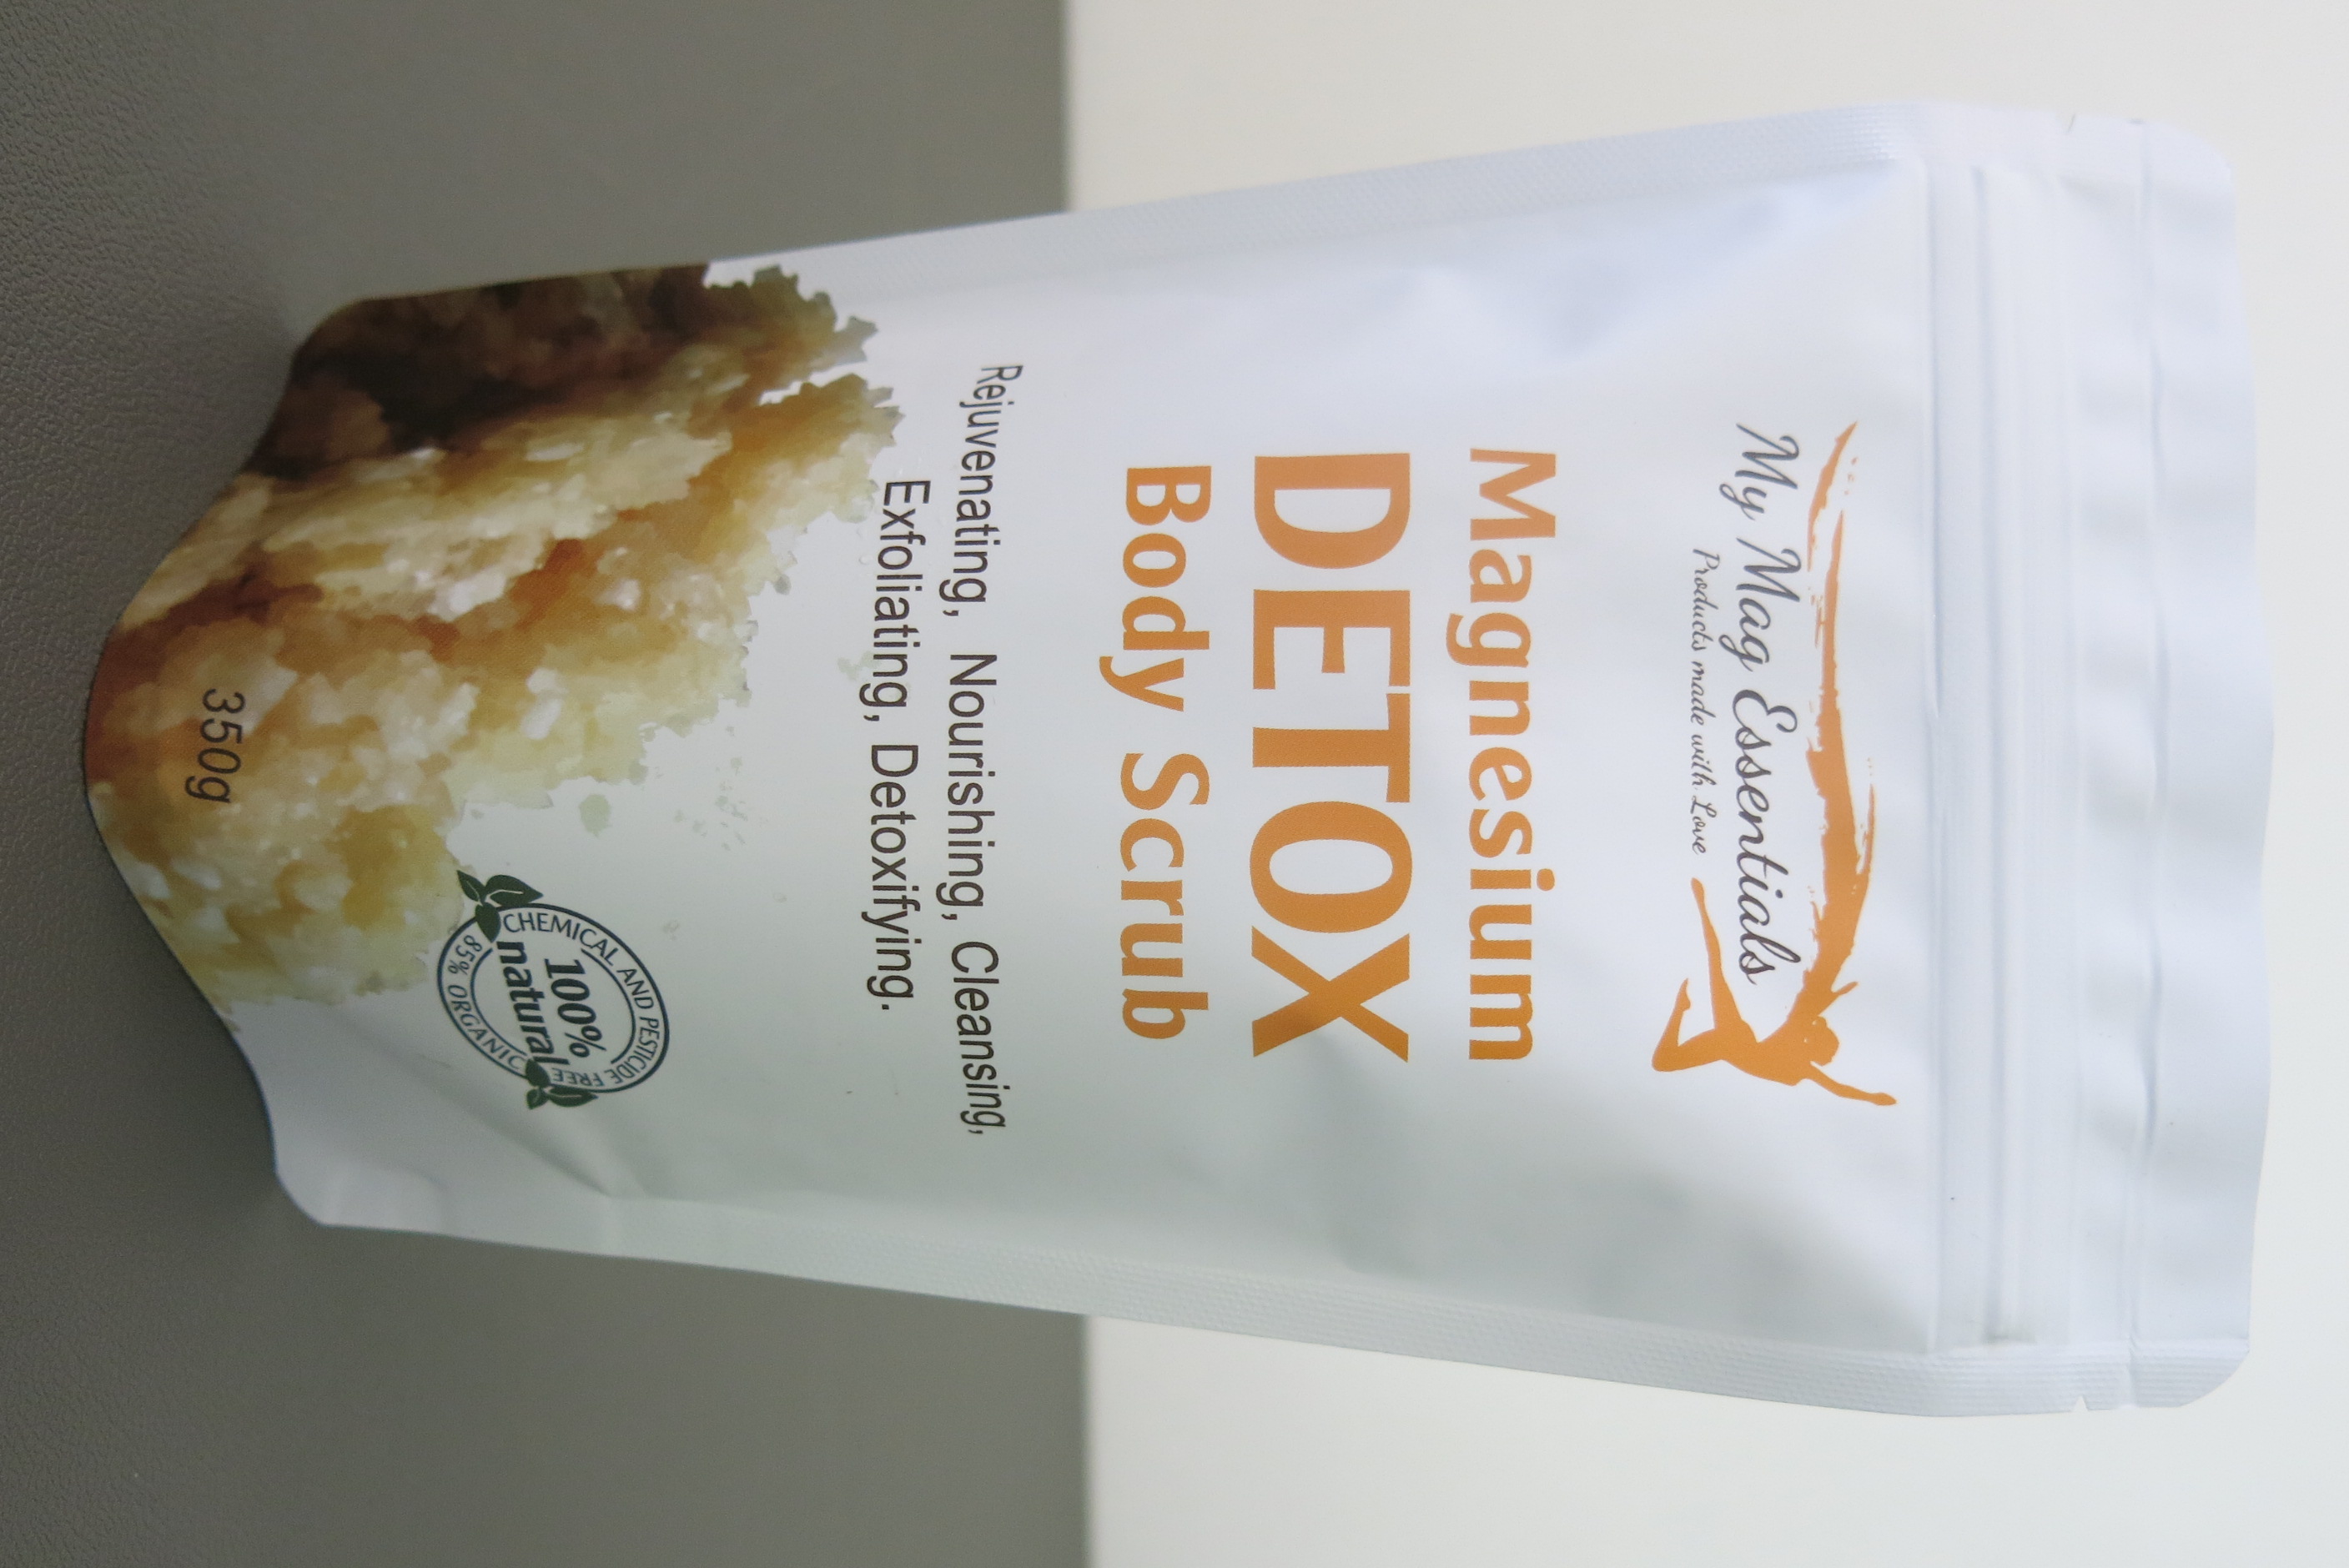 My Mag Essentials
Products made with Love
Magnesium
DETOX
Body Scrub
Rejuvenating, Nourishing, Cleansing,
Exfoliating, Detoxifying.
CHEMICAL AND PESTICIDE FREE
100%
natural
85% ORGANIC
350g